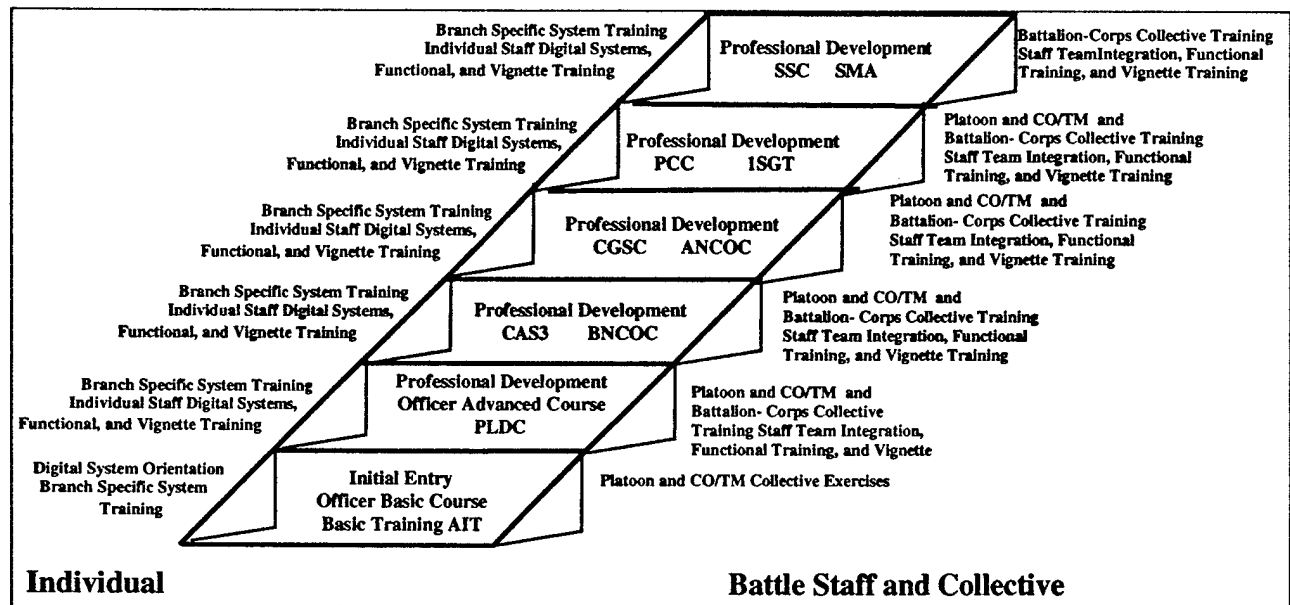 Branch Specific System Training
Individual Staff Digital Systems,
Functional, and Vignette Training
Professional Development
SSC SMA
Battalion-Corps Collective Training
Staff TeamIntegration, Functional
Training, and Vignette Training
Branch Specific System Training
Individual Staff Digital Systems,
Functional, and Vignette Training
Professional Development
PCC 1SGT
Platoon and CO/TM and
Battalion- Corps Collective Training
Staff Team Integration, Functional
Training, and Vignette Training
Branch Specific System Training
Individual Staff Digital Systems,
Functional, and Vignette Training
Professional Development
CGSC ANCOC
Platoon and CO/TM and
Battalion- Corps Collective Training
Staff Team Integration, Functional
Training, and Vignette Training
Branch Specific System Training
Individual Staff Digital Systems,
Functional, and Vignette Training
Professional Development
CAS3 BNCOC
Platoon and CO/TM and
Battalion- Corps Collective Training
Staff Team Integration, Functional
Training, and Vignette Training
Branch Specific System Training
Individual Staff Digital Systems,
Functional, and Vignette Training
Professional Development
Officer Advanced Course
PLDC
Platoon and CO/TM and
Battalion- Corps Collective
Training Staff Team Integration,
Functional Training, and Vignette
Digital System Orientation
Branch Specific System
Training
Initial Entry
Officer Basic Course
Basic Training AIT
Platoon and CO/TM Collective Exercises
Individual
Battle Staff and Collective